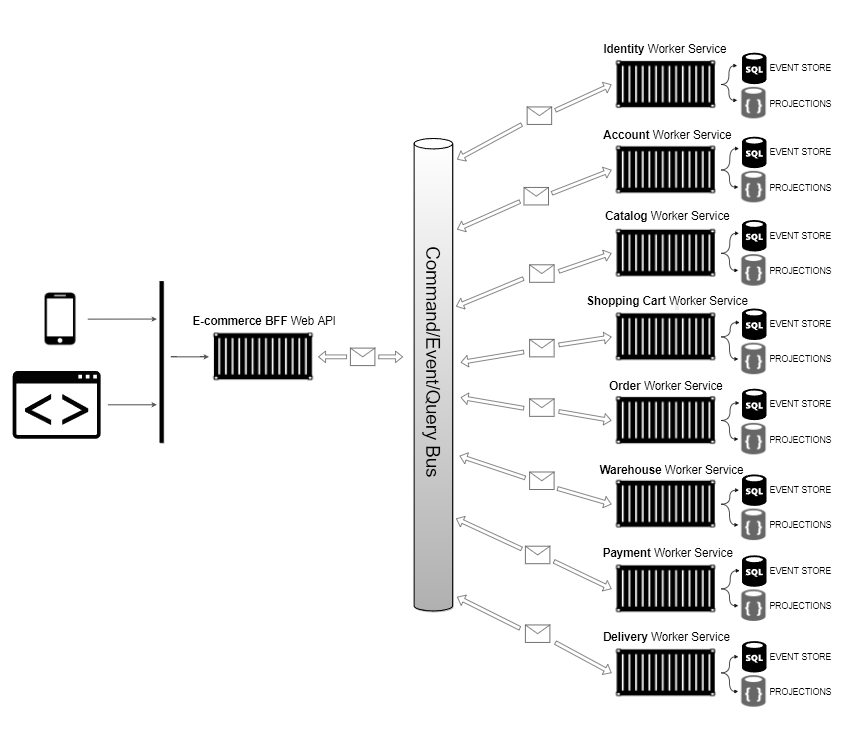 Identity Worker Service
SQL EVENT STORE
{ } PROJECTIONS
Account Worker Service
SQL EVENT STORE
{ } PROJECTIONS
Catalog Worker Service
SQL EVENT STORE
{ } PROJECTIONS
Shopping Cart Worker Service
SQL EVENT STORE
{ } PROJECTIONS
Order Worker Service
SQL EVENT STORE
{ } PROJECTIONS
Warehouse Worker Service
SQL EVENT STORE
{ } PROJECTIONS
Payment Worker Service
SQL EVENT STORE
{ } PROJECTIONS
Delivery Worker Service
SQL EVENT STORE
{ } PROJECTIONS
Command/Event/Query Bus
E-commerce BFF Web API
< >